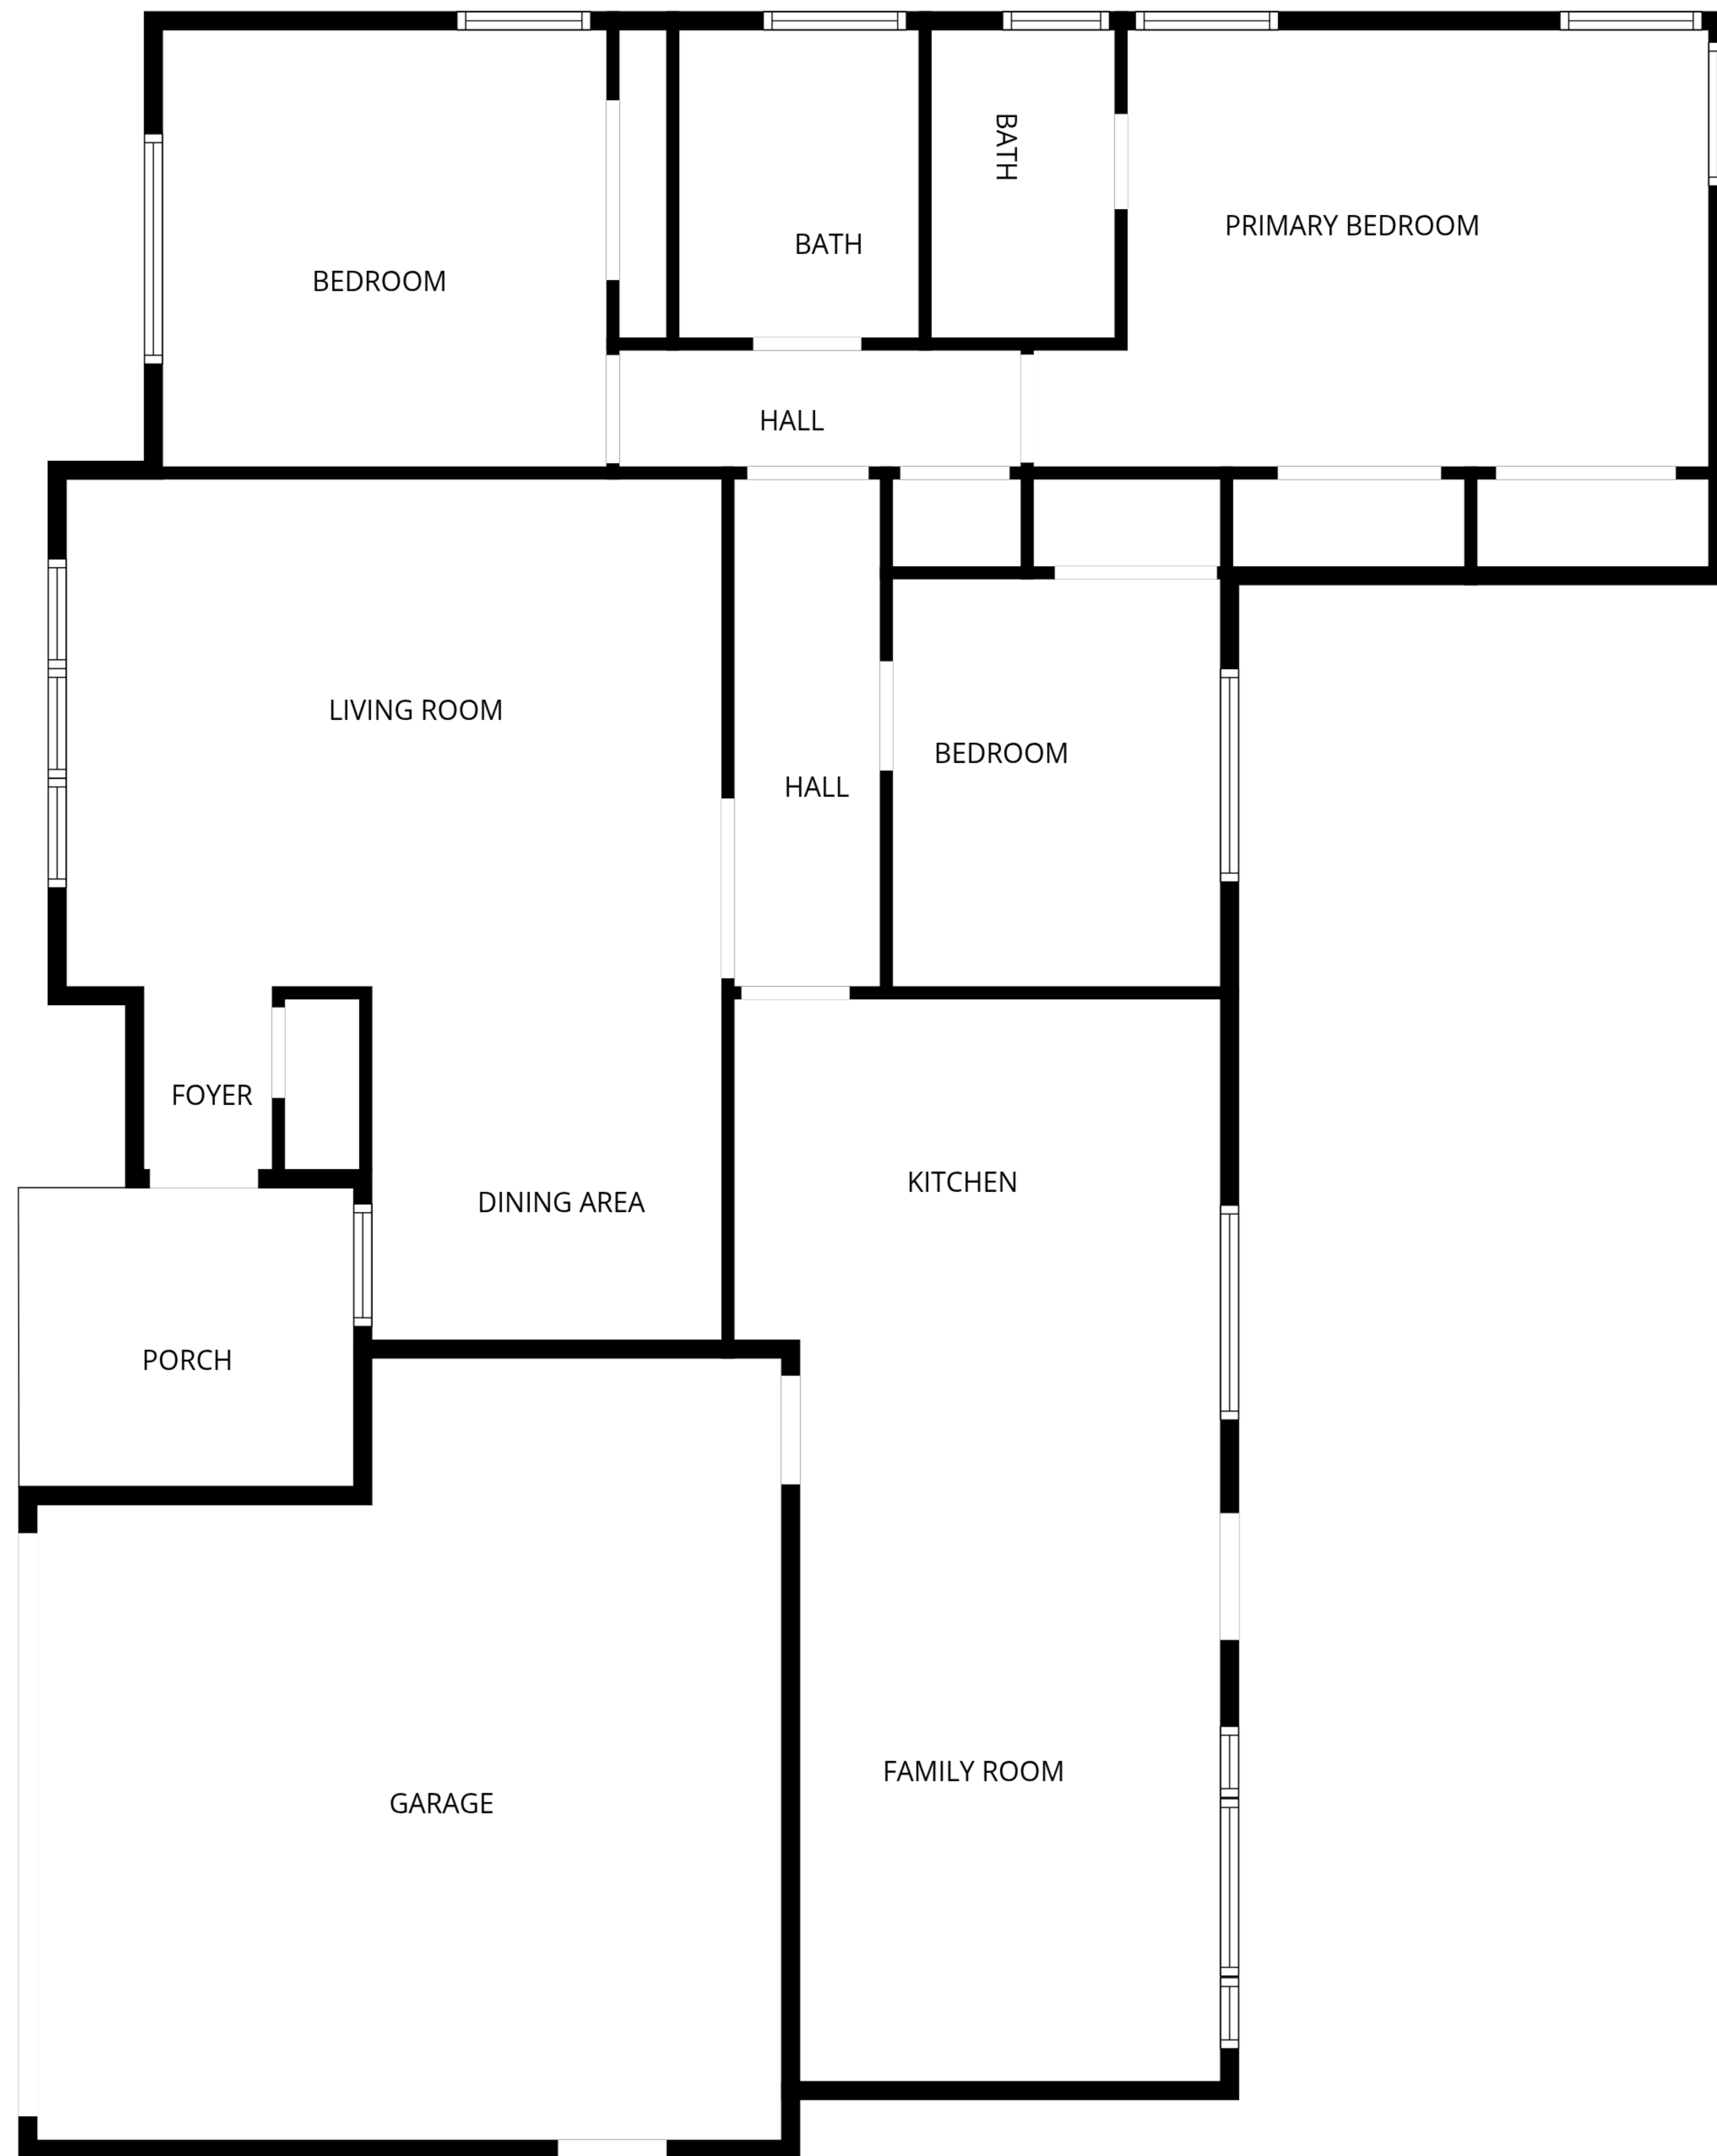 BATH
PRIMARY BEDROOM
BATH
BEDROOM
HALL
LIVING ROOM
BEDROOM
HALL
FOYER
KITCHEN
DINING AREA
PORCH
FAMILY ROOM
GARAGE